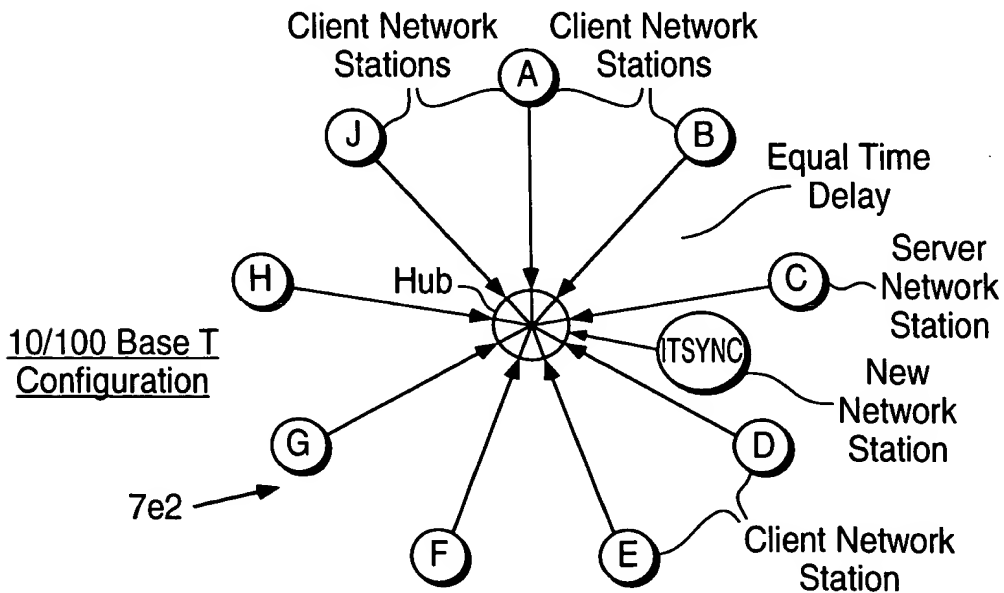 Client Network
Stations
Client Network
Stations
A
J
B
Equal Time
Delay
H
Hub
C
Server
Network
Station
10/100 Base T
Configuration
ITSYNC
New
Network
Station
G
D
7e2
F
E
Client Network
Station